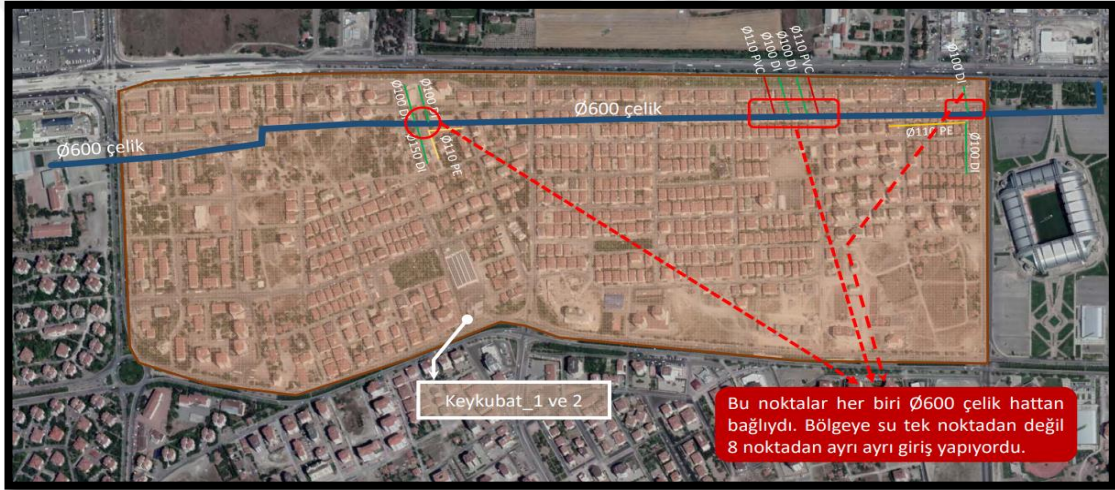 Ø110 PVC
Ø100 DI
Ø100 DI
Ø110 PVC
Ø100 DI
Ø100 DI
Ø100
Ø600 çelik
Ø600 çelik
Ø150 DI
Ø110 PE
Ø110 PE
Ø100 DI
Keykubat_1 ve 2
Bu noktalar her biri Ø600 çelik hattan
bağlıydı. Bölgeye su tek noktadan değil
8 noktadan ayrı ayrı giriş yapıyordu.